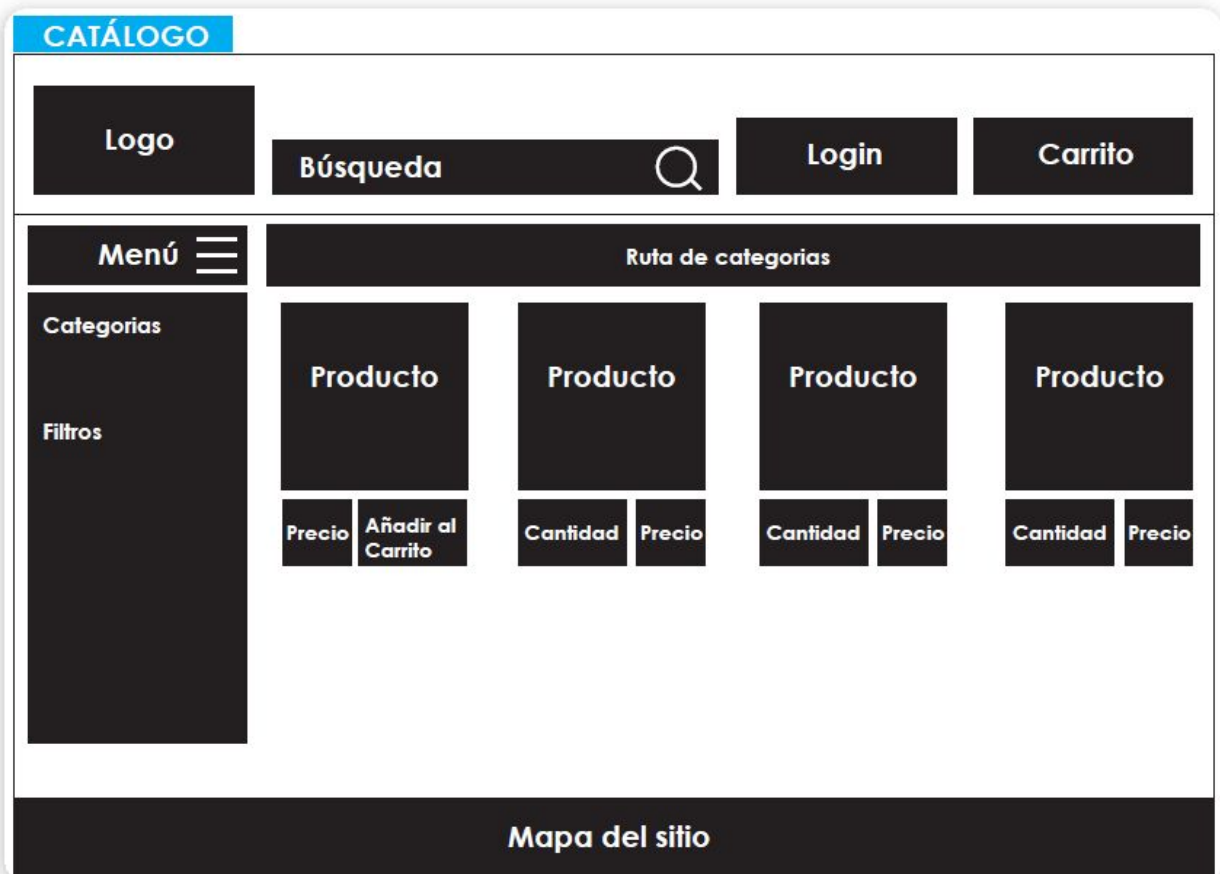 CATÁLOGO
Logo
Búsqueda
Login
Carrito
Menú
Ruta de categorias
Categorias
Filtros
Producto
Producto
Producto
Producto
Precio
Añadir al
Carrito
Cantidad
Precio
Cantidad
Precio
Cantidad
Precio
Mapa del sitio